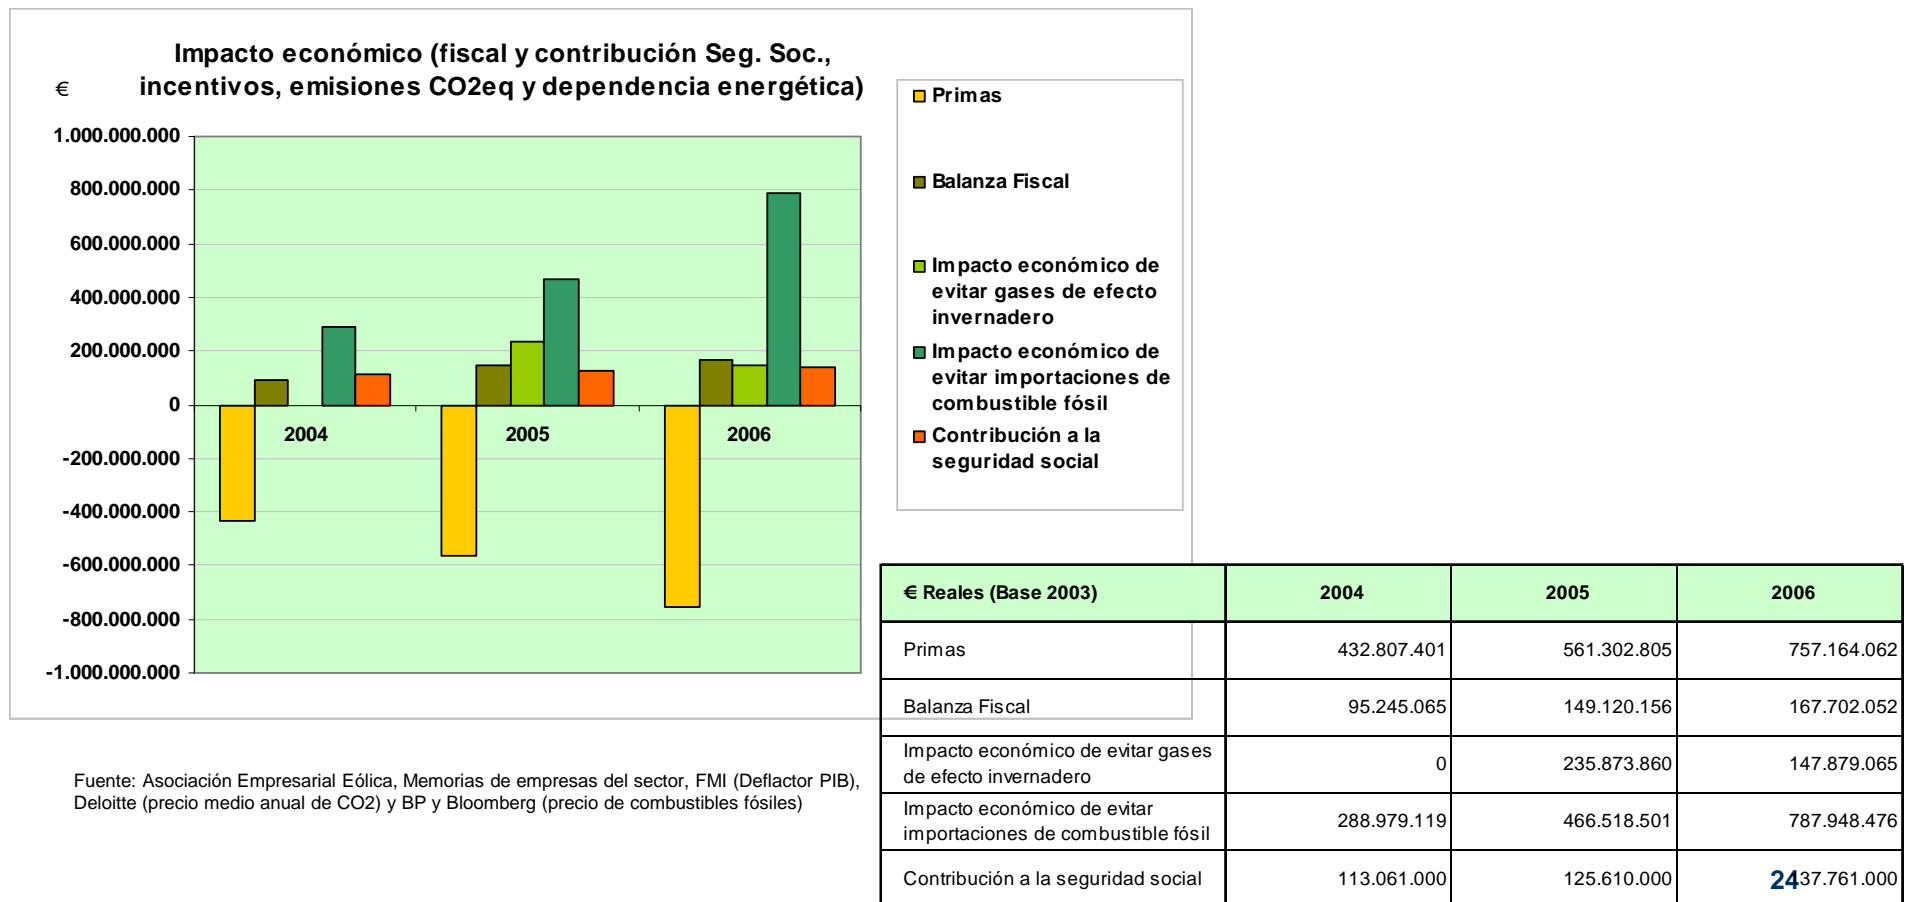 Impacto económico (fiscal y contribución Seg. Soc.,
incentivos, emisiones CO2eq y dependencia energética)
€
1.000.000.000
800.000.000
600.000.000
400.000.000
200.000.000
0
-200.000.000
-400.000.000
-600.000.000
-800.000.000
-1.000.000.000
2004
2005
2006
Primas
Balanza Fiscal
Impacto económico de
evitar gases de efecto
invernadero
Impacto económico de
evitar importaciones de
combustible fósil
Contribución a la
seguridad social
€ Reales (Base 2003) 2004 2005 2006
Primas 432.807.401 561.302.805 757.164.062
Balanza Fiscal 95.245.065 149.120.156 167.702.052
Impacto económico de evitar gases
de efecto invernadero 0 235.873.860 147.879.065
Impacto económico de evitar
importaciones de combustible fósil 288.979.119 466.518.501 787.948.476
Contribución a la seguridad social 113.061.000 125.610.000 37.761.000
24
Fuente: Asociación Empresarial Eólica, Memorias de empresas del sector, FMI (Deflactor PIB),
Deloitte (precio medio anual de CO2) y BP y Bloomberg (precio de combustibles fósiles)